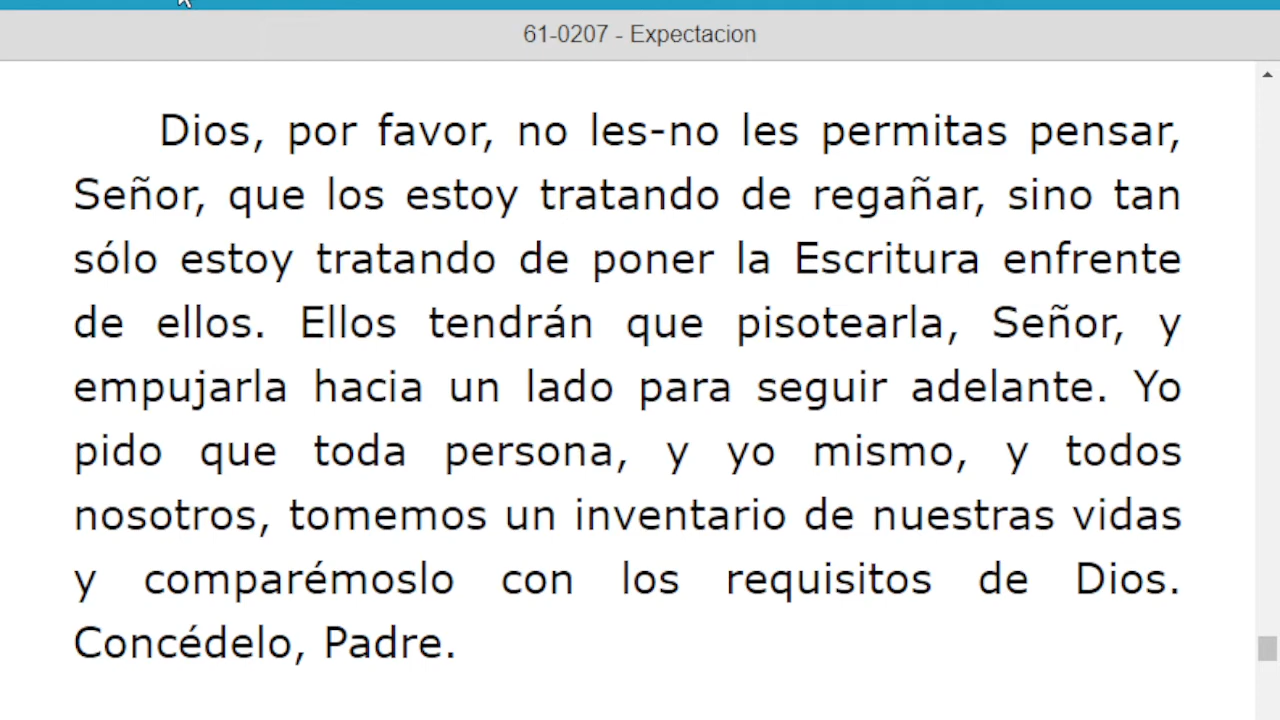 61-0207 - Expectacion
Dios, por favor, no les-no les permitas pensar,
Señor, que los estoy tratando de regañar, sino tan
sólo estoy tratando de poner la Escritura enfrente
de ellos. Ellos tendrán que pisotearla, Señor, y
empujarla hacia un lado para seguir adelante. Yo
pido que toda persona, y yo mismo, y todos
nosotros, tomemos un inventario de nuestras vidas
y comparémoslo con los requisitos de Dios.
Concédelo, Padre.